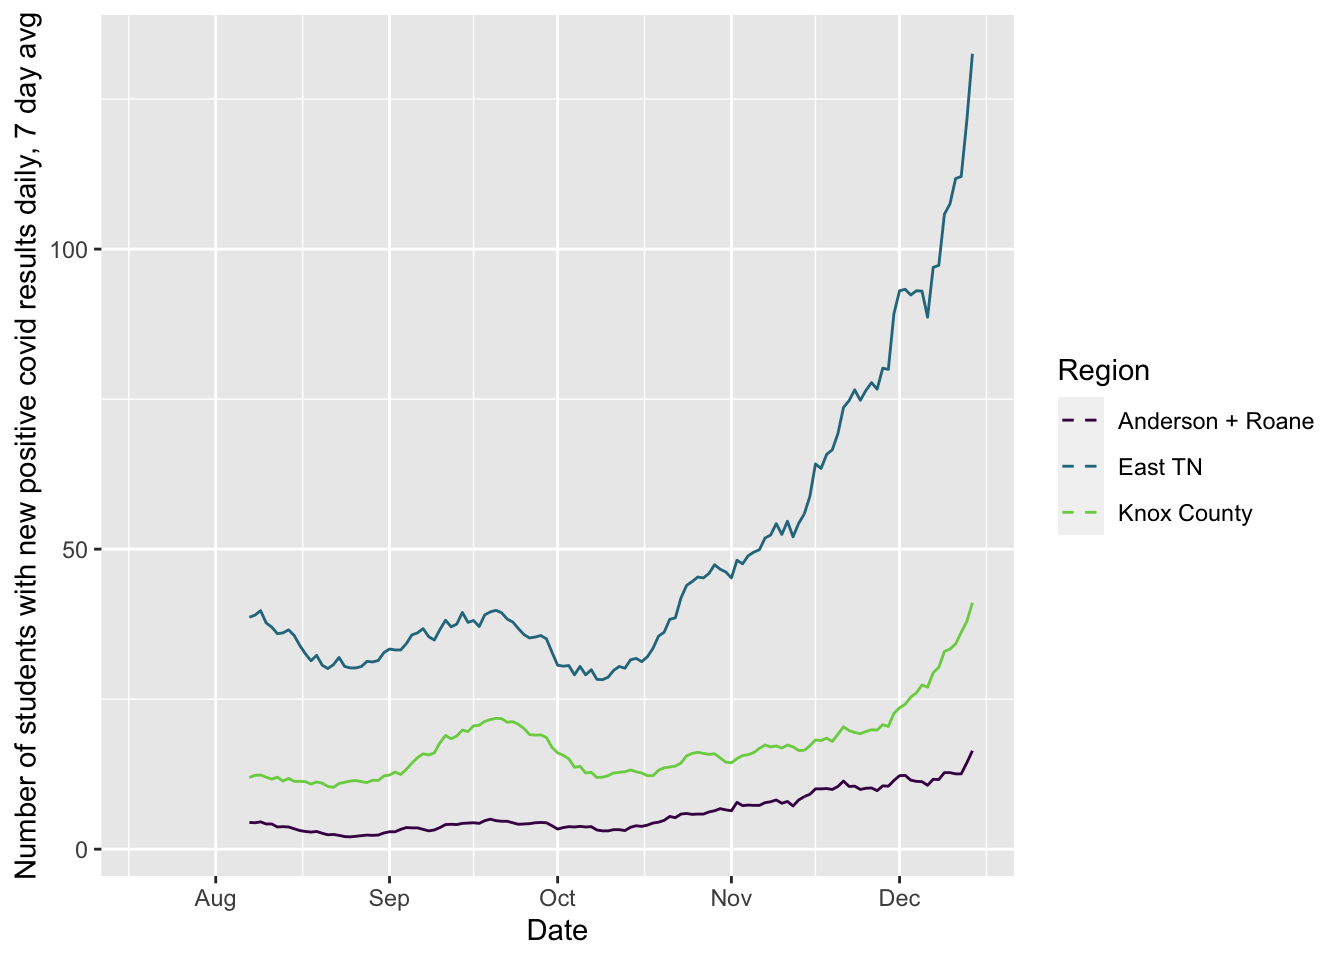 Number of students with new positive covid results daily, 7 day avg
100
50
0
Aug Sep Oct Nov Dec
Date
Region
Anderson + Roane
East TN
Knox County